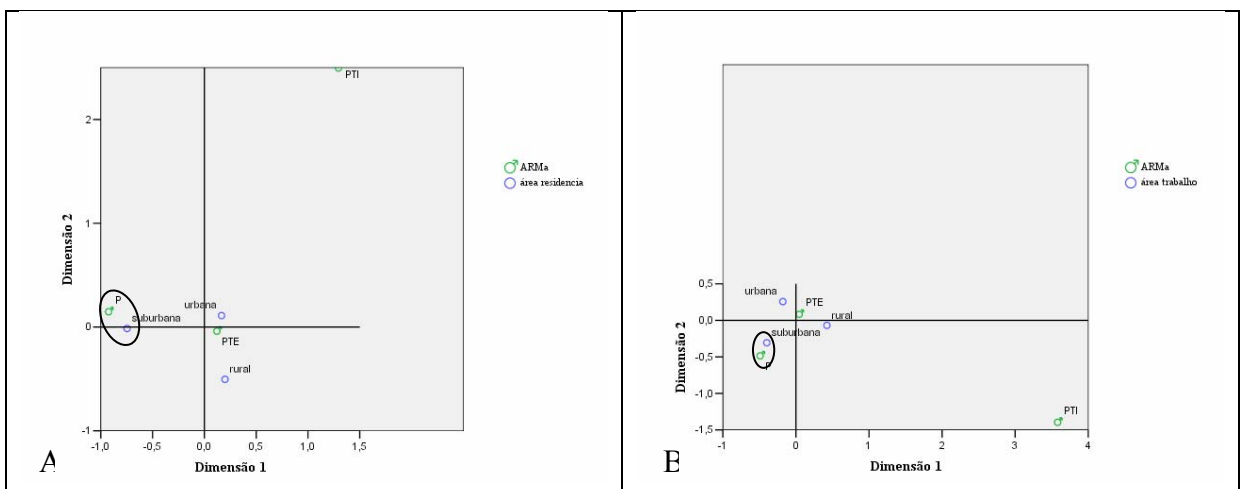 PTI
2
ARMa
área residencia
Dimensão 2
1
P
urbana
suburbana
0
PTE
rural
-1
-1,0 -0,5 0,0 0,5 1,0 1,5
A
Dimensão 1
ARMa
área trabalho
0,5
urbana
PTE
0,0
rural
suburbana
Dimensão 2
-0,5
P
-1,0
PTI
-1,5
-1 0 1 2 3 4
B
Dimensão 1